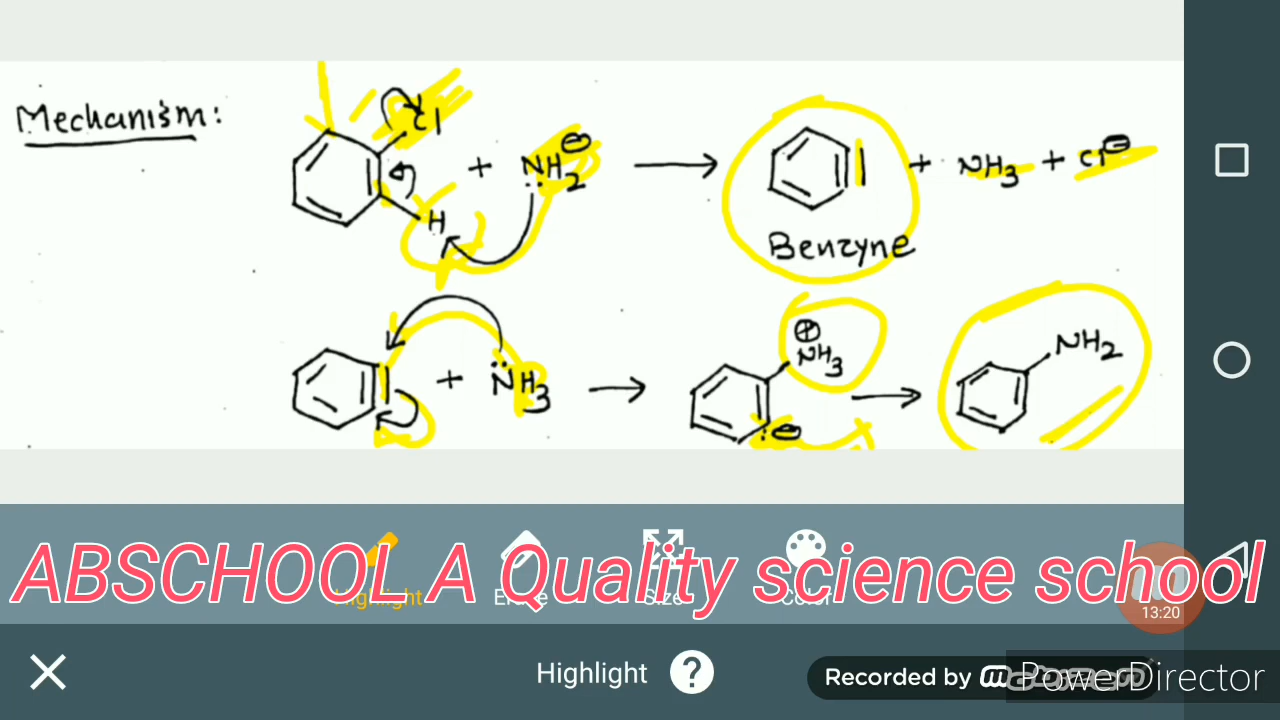 Mechanism:
Cl
+ NH2⊖ → + NH3 + Cl⊖
H
Benzyne
+ NH3 → ⊕NH3 → NH2
:⊖
ABSCHOOL A Quality science school
Highlight Erase Size Color
13:20
Highlight ?
Recorded by
PowerDirector